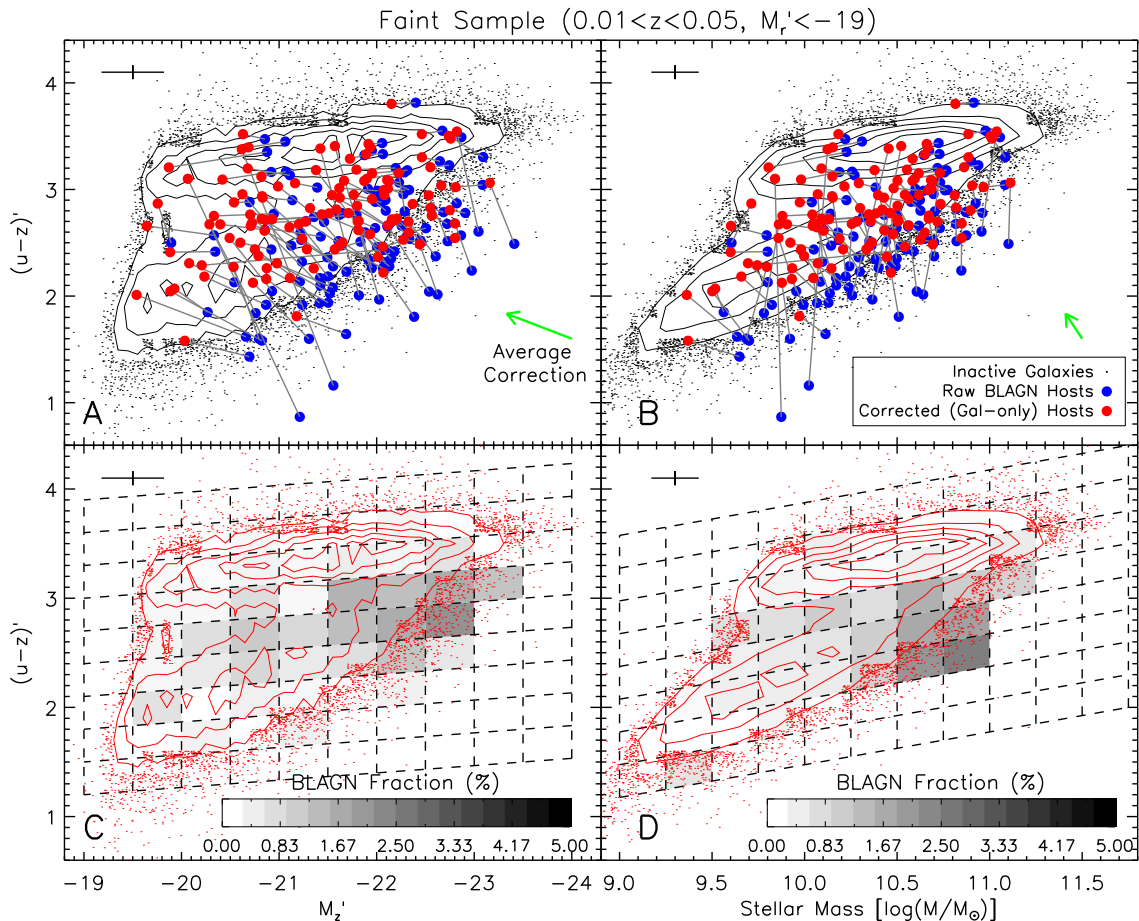 Faint Sample (0.01<z<0.05, M_r'<−19)
4
3
2
1
(u−z)'
A
Average
Correction
B
Inactive Galaxies
Raw BLAGN Hosts
Corrected (Gal-only) Hosts
4
3
2
1
(u−z)'
C
BLAGN Fraction (%)
0.00 0.83 1.67 2.50 3.33 4.17 5.00
D
BLAGN Fraction (%)
0.00 0.83 1.67 2.50 3.33 4.17 5.00
−19 −20 −21 −22 −23 −24
M_z'
9.0 9.5 10.0 10.5 11.0 11.5
Stellar Mass [log(M/M☉)]